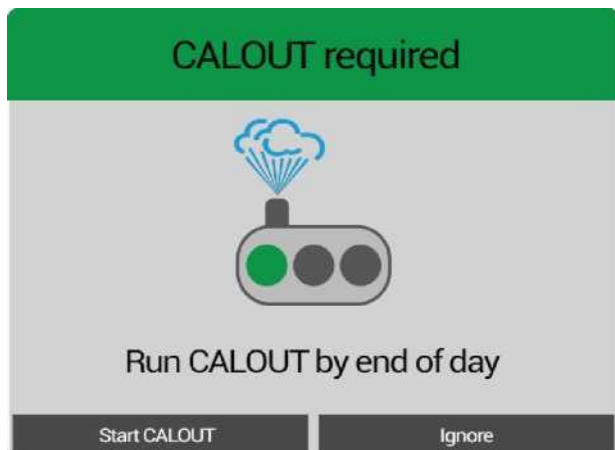 CALOUT required
Run CALOUT by end of day
Start CALOUT
Ignore